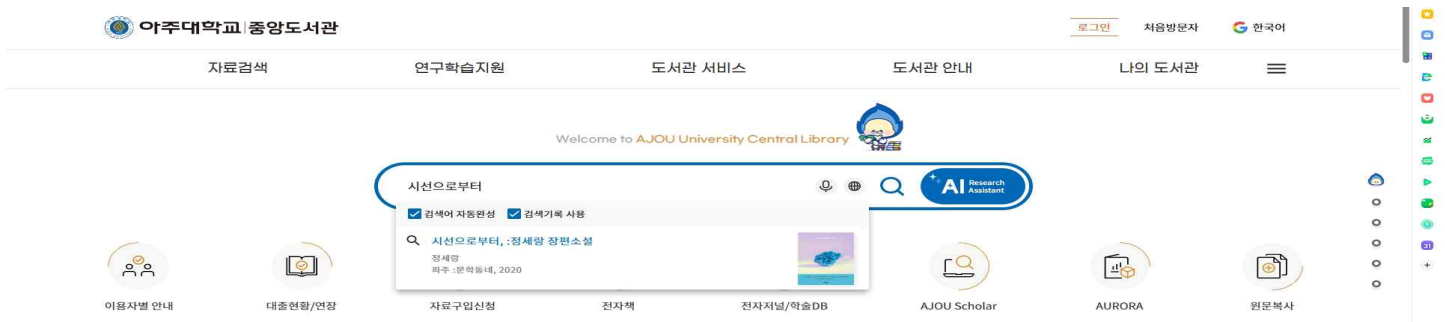 아주대학교 중앙도서관
로그인 처음방문자 한국어
자료검색 연구학습지원 도서관 서비스 도서관 안내 나의 도서관
Welcome to AJOU University Central Library
시선으로부터
AI Research Assistant
검색어 자동완성 검색기록 사용
시선으로부터, :정세랑 장편소설
정세랑
파주 :문학동네, 2020
이용자별 안내 대출현황/연장 자료구입신청 전자책 전자저널/학술DB AJOU Scholar AURORA 원문복사
31